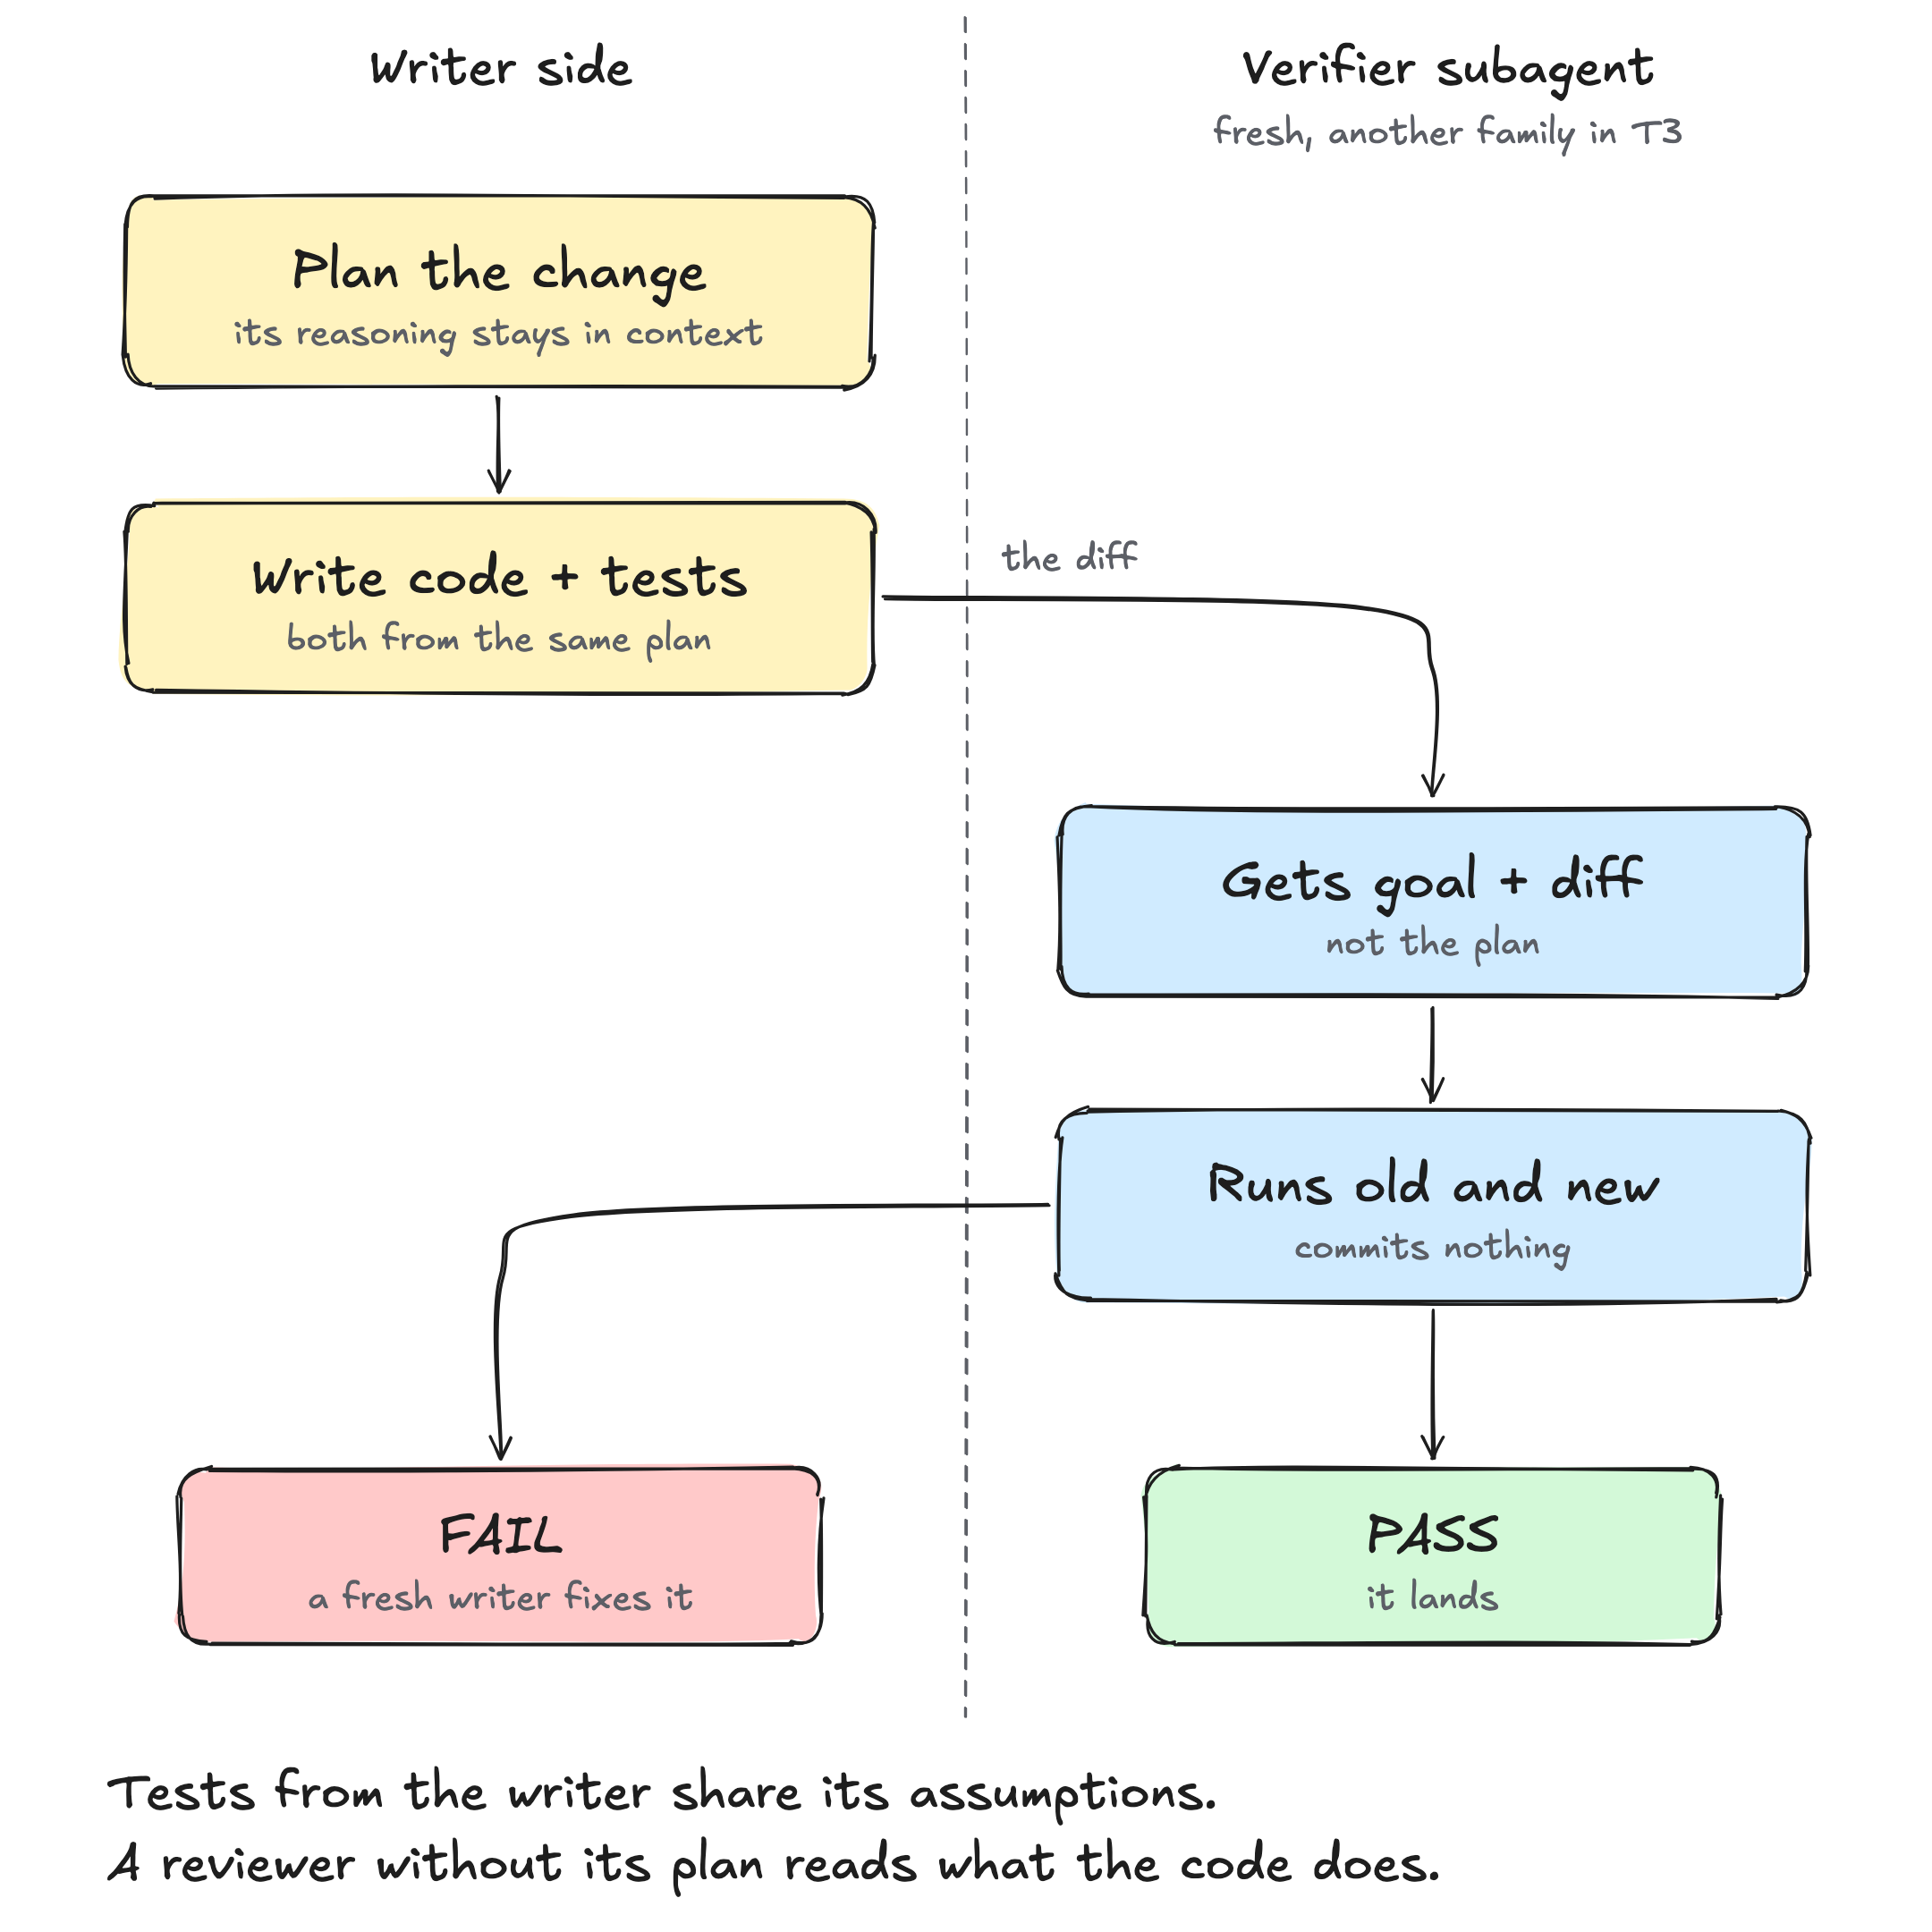 Writer side
Verifier subagent
fresh, another family in T3
Plan the change
its reasoning stays in context
Write code + tests
both from the same plan
the diff
Gets goal + diff
not the plan
Runs old and new
commits nothing
FAIL
a fresh writer fixes it
PASS
it lands
Tests from the writer share its assumptions.
A reviewer without its plan reads what the code does.